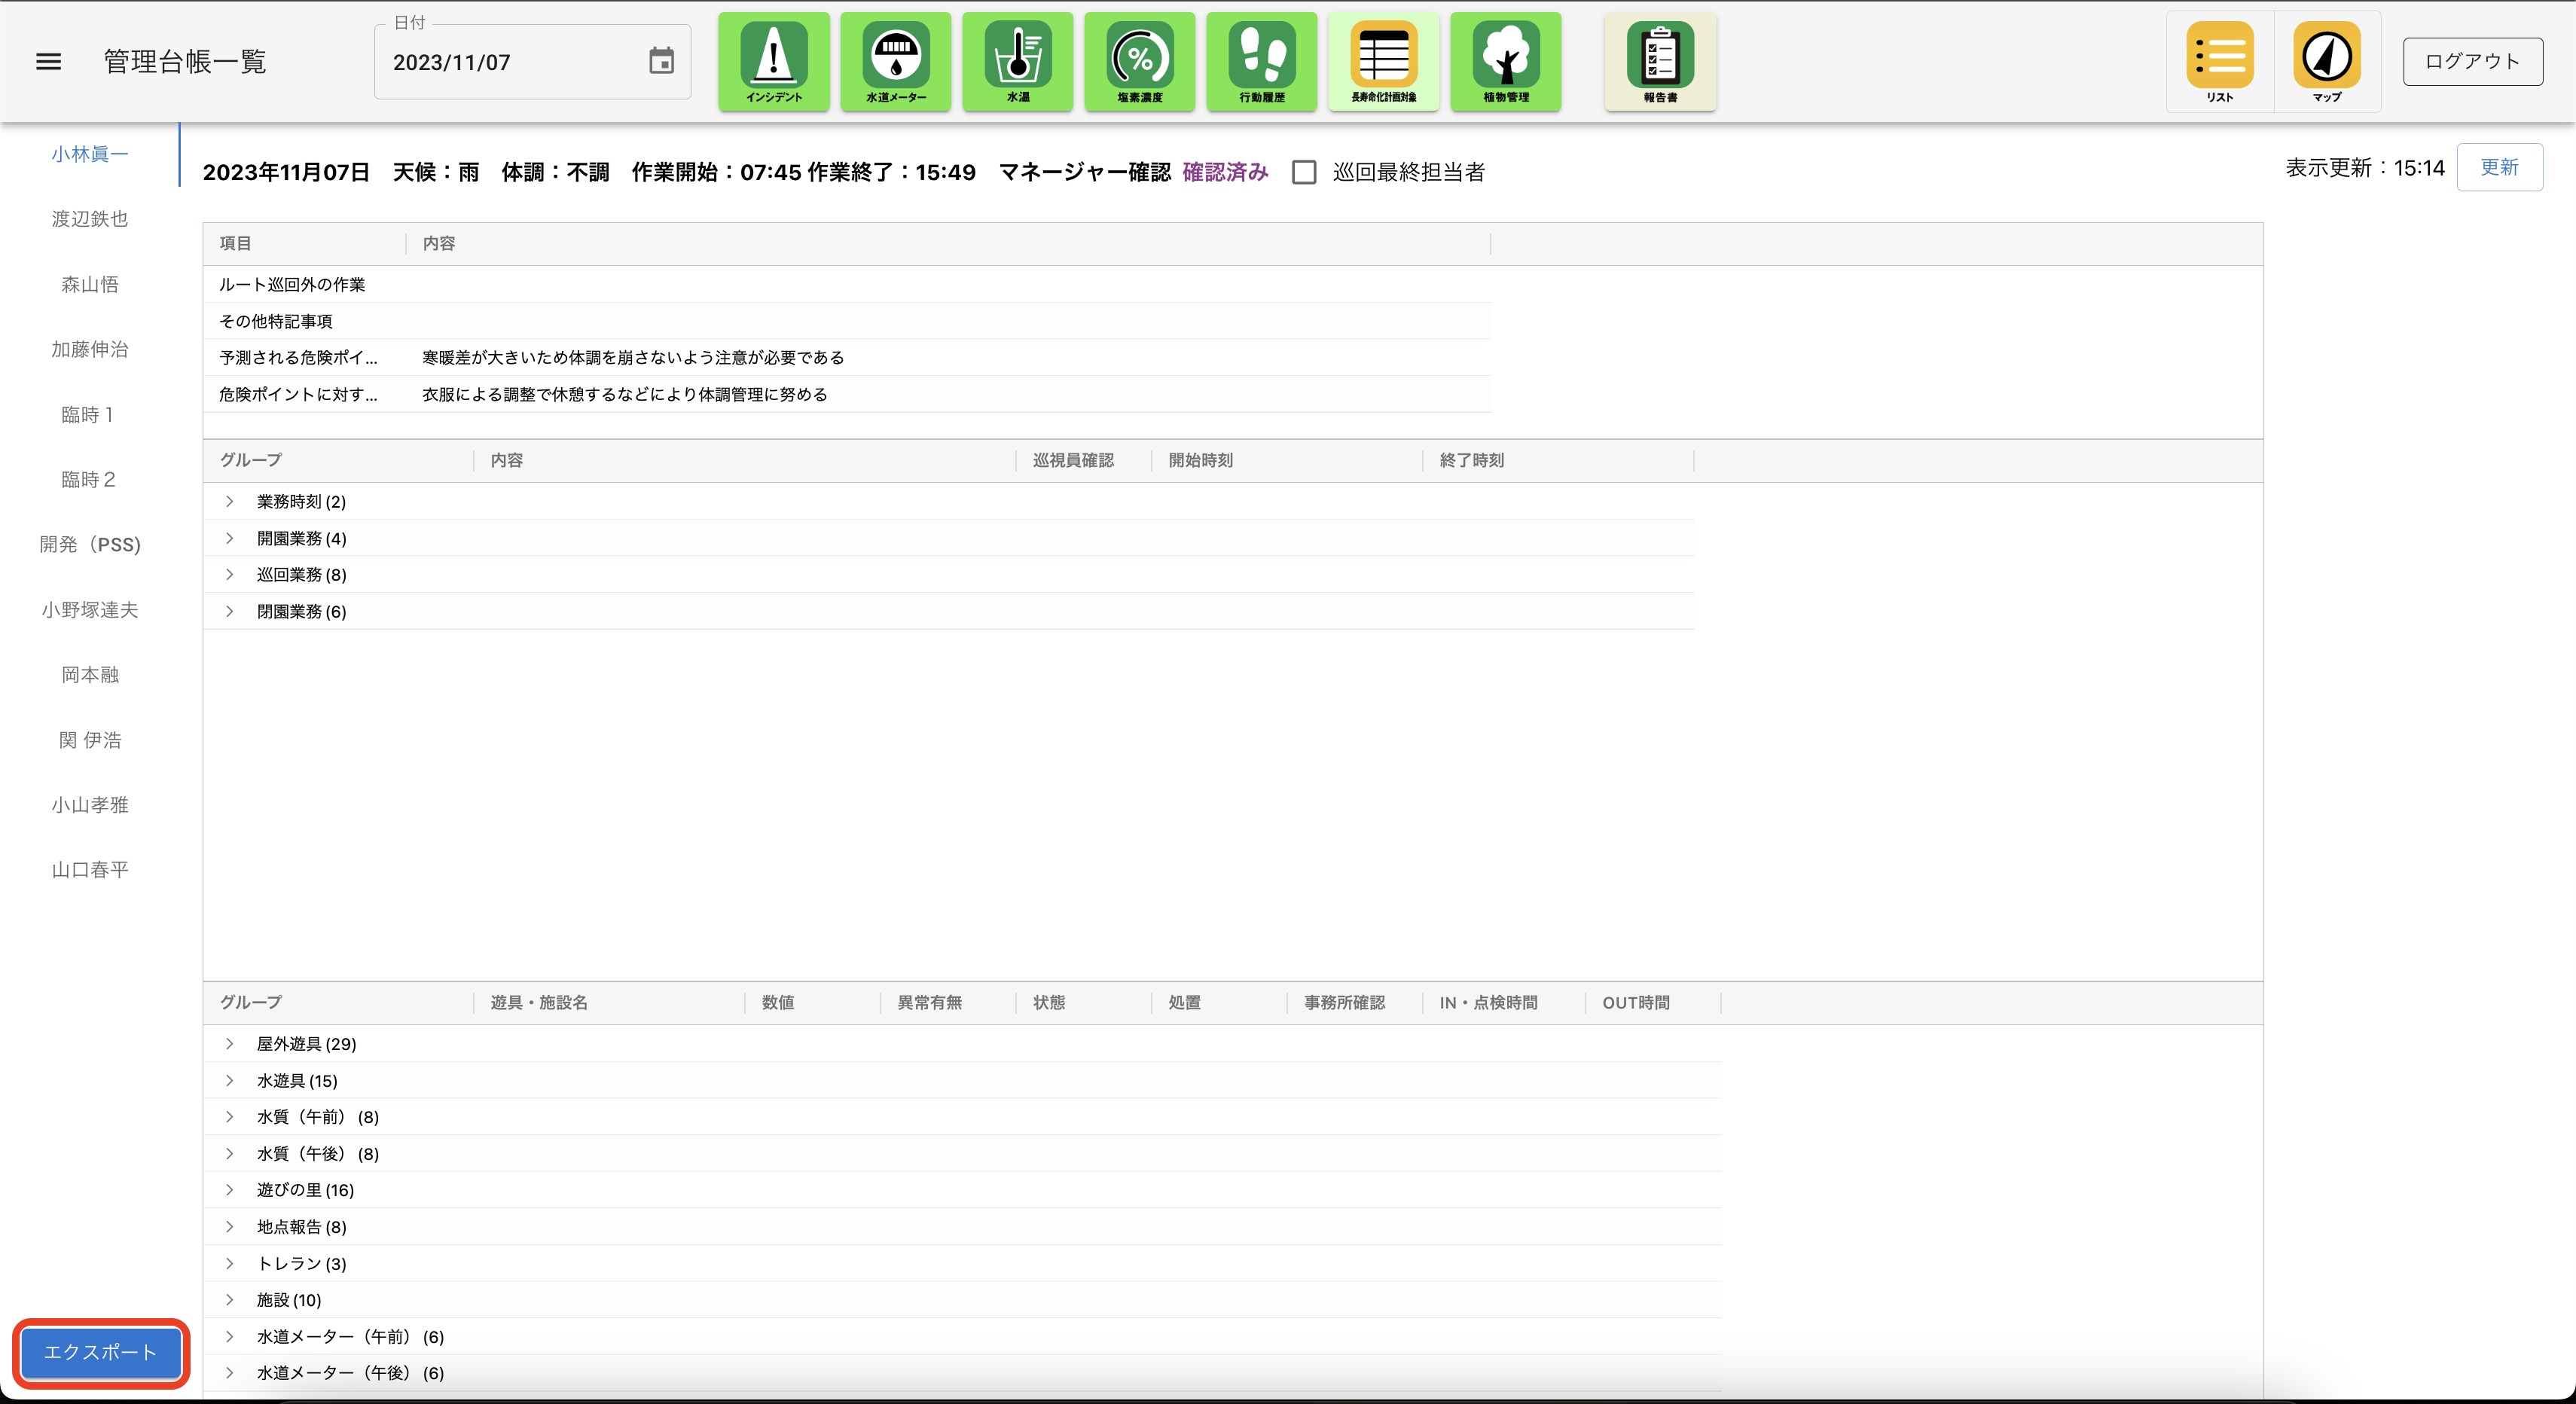 管理台帳一覧
日付
2023/11/07
インシデント
水道メーター
水温
%
塩素濃度
行動履歴
長寿命化計画対象
植物管理
報告書
リスト
マップ
ログアウト
小林眞一
渡辺鉄也
森山悟
加藤伸治
臨時１
臨時２
開発（PSS)
小野塚達夫
岡本融
関 伊浩
小山孝雅
山口春平
エクスポート
2023年11月07日　天候：雨　体調：不調　作業開始：07:45 作業終了：15:49　マネージャー確認 確認済み 巡回最終担当者
表示更新：15:14 更新
項目 内容
ルート巡回外の作業
その他特記事項
予測される危険ポイ... 寒暖差が大きいため体調を崩さないよう注意が必要である
危険ポイントに対す... 衣服による調整で休憩するなどにより体調管理に努める
グループ 内容 巡視員確認 開始時刻 終了時刻
業務時刻 (2)
開園業務 (4)
巡回業務 (8)
閉園業務 (6)
グループ 遊具・施設名 数値 異常有無 状態 処置 事務所確認 IN・点検時間 OUT時間
屋外遊具 (29)
水遊具 (15)
水質（午前） (8)
水質（午後） (8)
遊びの里 (16)
地点報告 (8)
トレラン (3)
施設 (10)
水道メーター（午前） (6)
水道メーター（午後） (6)